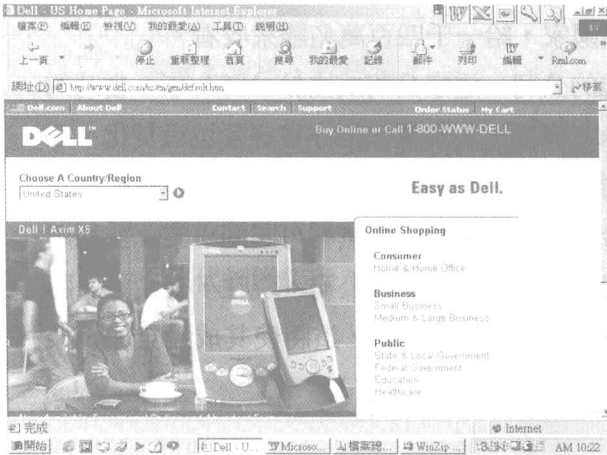 Dell - US Home Page - Microsoft Internet Explorer
檔案(F) 編輯(E) 檢視(V) 我的最愛(A) 工具(T) 說明(H)
上一頁 停止 重新整理 首頁 搜尋 我的最愛 記錄 郵件 列印 編輯 Real.com
網址(D) http://www.dell.com/us/en/gen/default.htm 移至
Dell.com About Dell Contact Search Support Order Status My Cart
DELL™ Buy Online or Call 1-800-WWW-DELL
Choose A Country/Region
United States
Easy as Dell.
Dell | Axim X5
Online Shopping
Consumer
Home & Home Office
Business
Small Business
Medium & Large Business
Public
State & Local Government
Federal Government
Education
Healthcare
DELL
完成 Internet
開始 Dell - U... Microso... 檔案總... WinZip ... AM 10:22